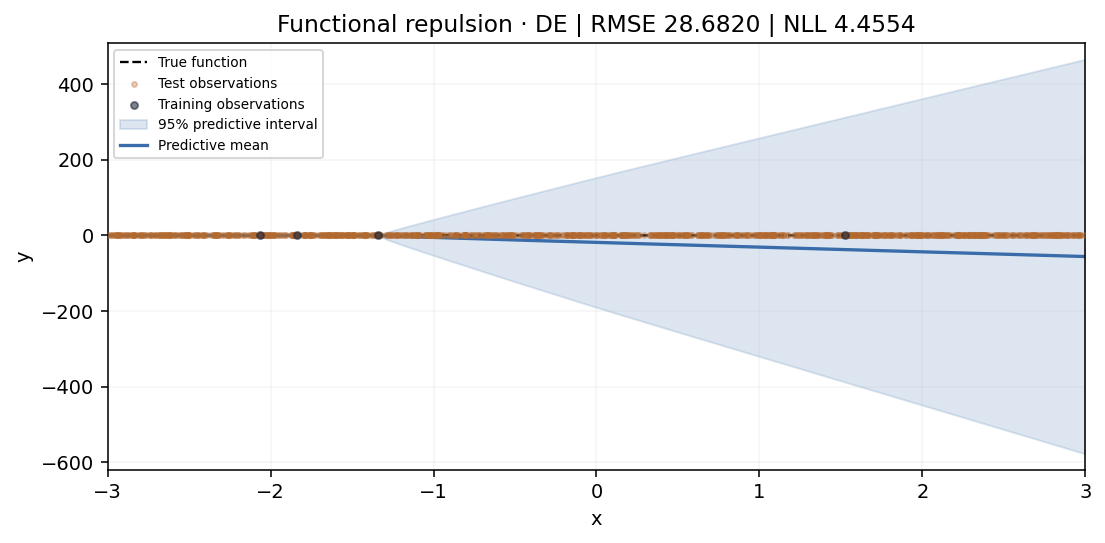 Functional repulsion · DE | RMSE 28.6820 | NLL 4.4554
True function
Test observations
Training observations
95% predictive interval
Predictive mean
400
200
0
−200
−400
−600
y
−3
−2
−1
0
1
2
3
x